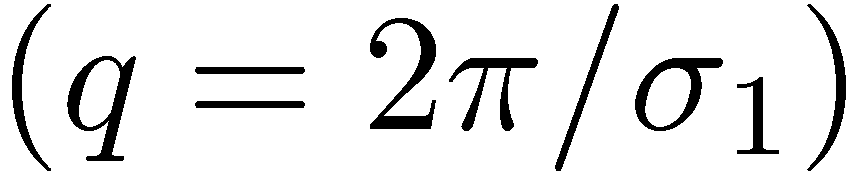 (q = 2π/σ₁)